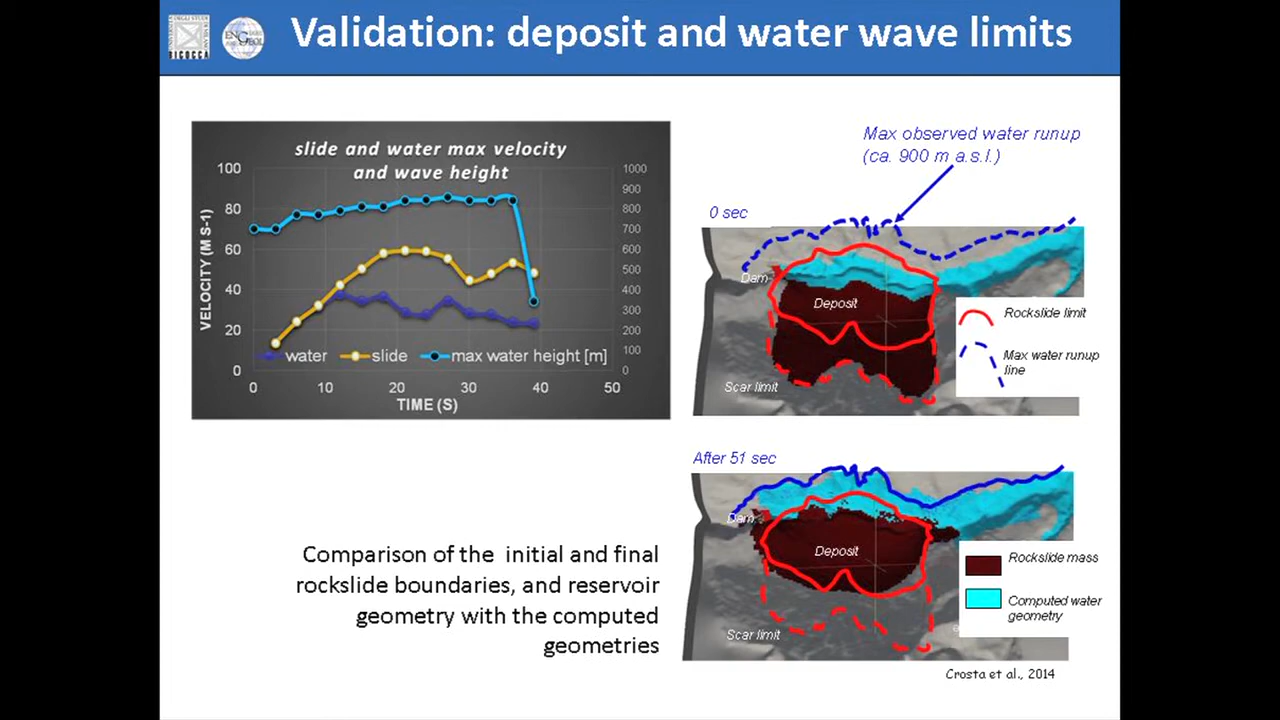 Validation: deposit and water wave limits
BICOCCA
slide and water max velocity
and wave height
VELOCITY (M S-1)
100
80
60
40
20
0
1000
900
800
700
600
500
400
300
200
100
0
water
slide
max water height [m]
0
10
20
30
40
50
TIME (S)
Comparison of the initial and final
rockslide boundaries, and reservoir
geometry with the computed
geometries
Max observed water runup
(ca. 900 m a.s.l.)
0 sec
Dam
Deposit
Scar limit
Rockslide limit
Max water runup
line
After 51 sec
Dam
Deposit
Scar limit
Rockslide mass
Computed water
geometry
Crosta et al., 2014